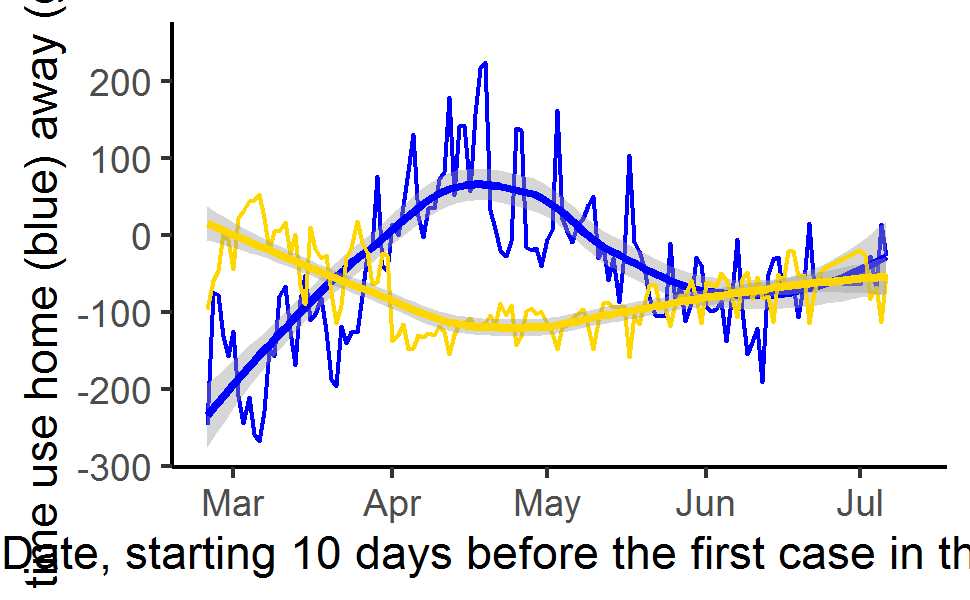 time use home (blue) away (
200
100
0
-100
-200
-300
Mar Apr May Jun Jul
Date, starting 10 days before the first case in th